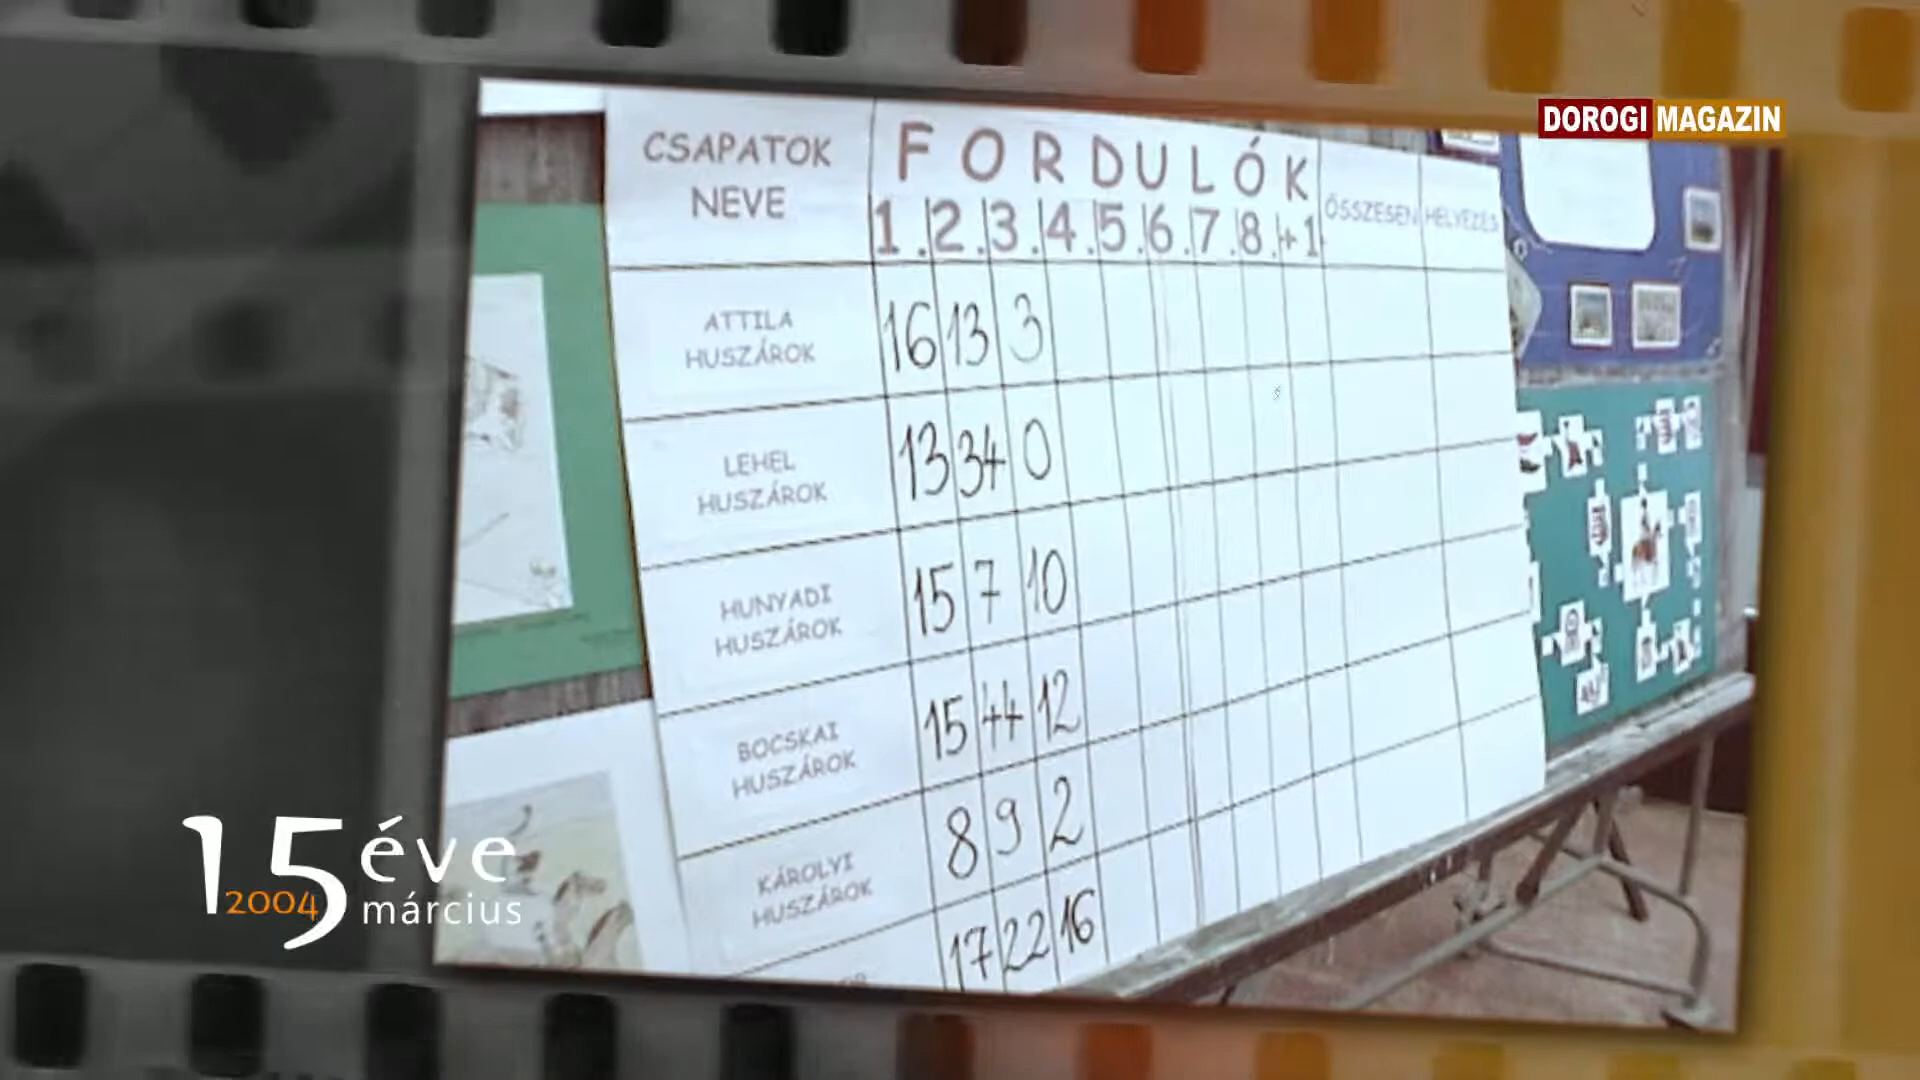 DOROGI MAGAZIN
CSAPATOK
NEVE
FORDULÓK
1. 2. 3. 4. 5. 6. 7. 8. +1
ÖSSZESEN
HELYEZÉS
ATTILA
HUSZÁROK
16 13 3
LEHEL
HUSZÁROK
13 34 0
HUNYADI
HUSZÁROK
15 7 10
BOCSKAI
HUSZÁROK
15 44 12
KÁROLYI
HUSZÁROK
8 9 2
17 22 16
15 éve
2004 március